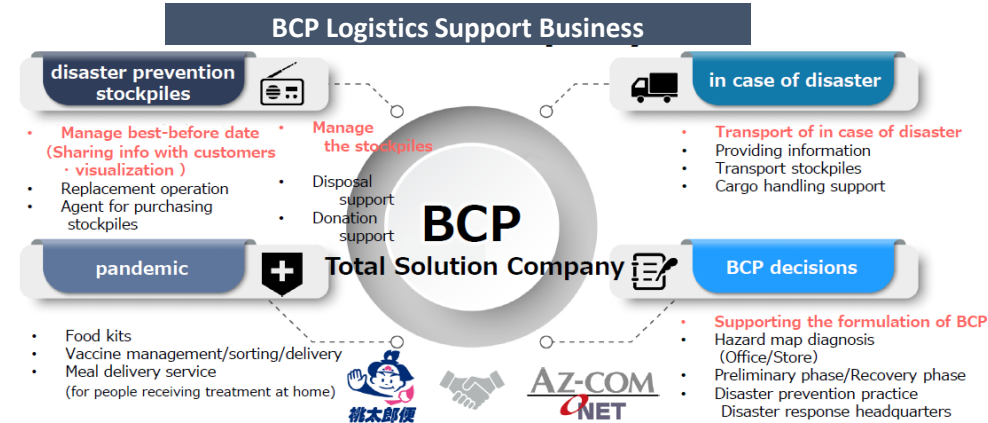 BCP Logistics Support Business
disaster prevention
stockpiles
• Manage best-before date
(Sharing info with customers
・visualization )
• Replacement operation
• Agent for purchasing
stockpiles
• Manage
the stockpiles
• Disposal
support
• Donation
support
in case of disaster
• Transport of in case of disaster
• Providing information
• Transport stockpiles
• Cargo handling support
BCP
Total Solution Company
pandemic
• Food kits
• Vaccine management/sorting/delivery
• Meal delivery service
(for people receiving treatment at home)
BCP decisions
• Supporting the formulation of BCP
• Hazard map diagnosis
(Office/Store)
• Preliminary phase/Recovery phase
• Disaster prevention practice
Disaster response headquarters
桃太郎便
AZ-COM
NET